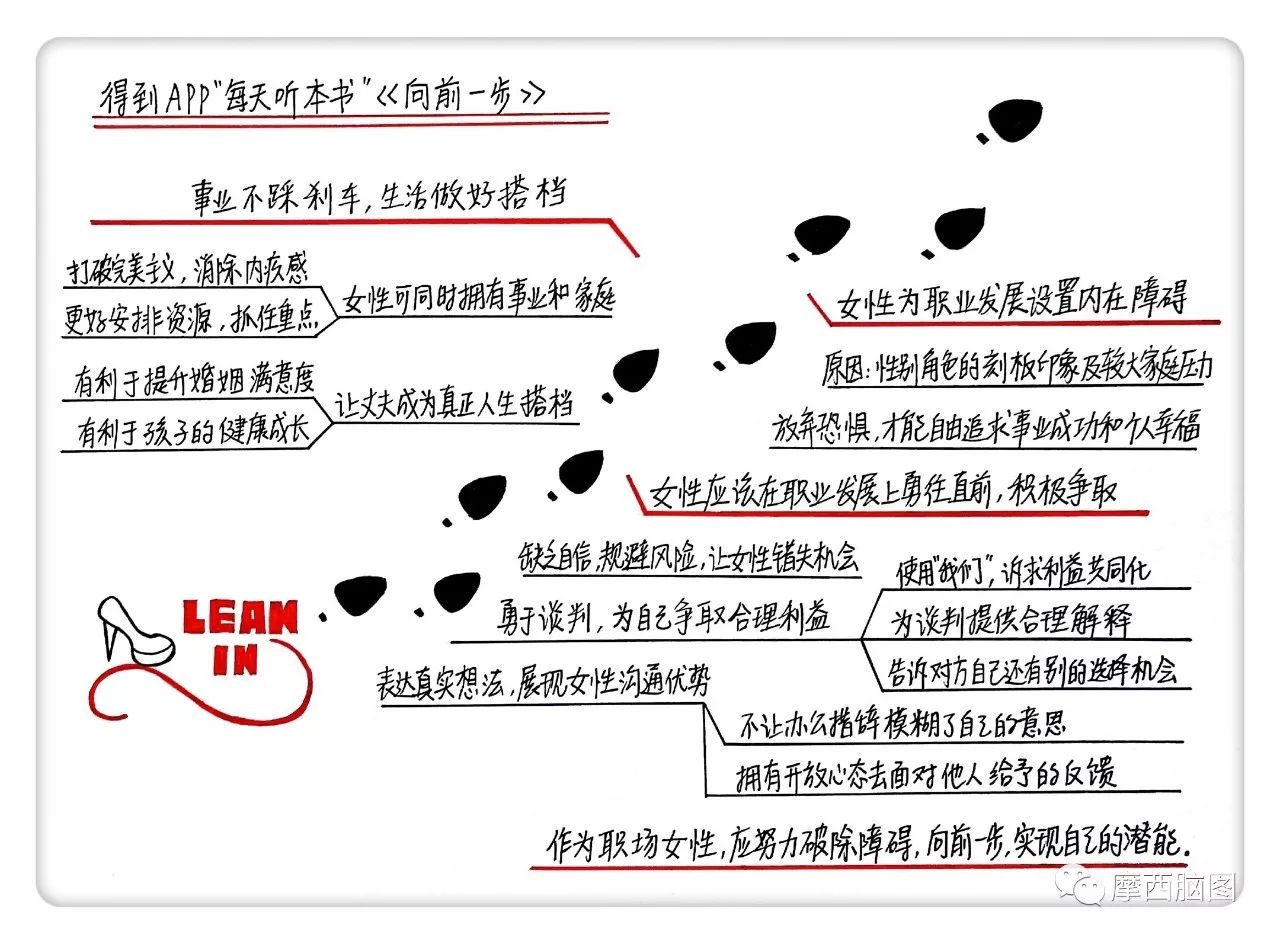 得到APP"每天听本书"《向前一步》
女性为职业发展设置内在障碍
原因:性别角色的刻板印象及较大家庭压力
放弃恐惧,才能自由追求事业成功和个人幸福
女性应该在职业发展上勇往直前,积极争取
缺乏自信,规避风险,让女性错失机会
勇于谈判,为自己争取合理利益
使用"我们",诉求利益共同化
为谈判提供合理解释
告诉对方自己还有别的选择机会
表达真实想法,展现女性沟通优势
不让办公措辞模糊了自己的意思
拥有开放心态去面对他人给予的反馈
事业不踩刹车,生活做好搭档
女性可同时拥有事业和家庭
打破完美主义,消除内疚感
更好安排资源,抓住重点
让丈夫成为真正人生搭档
有利于提升婚姻满意度
有利于孩子的健康成长
LEAN
IN
作为职场女性,应努力破除障碍,向前一步,实现自己的潜能.
摩西脑图